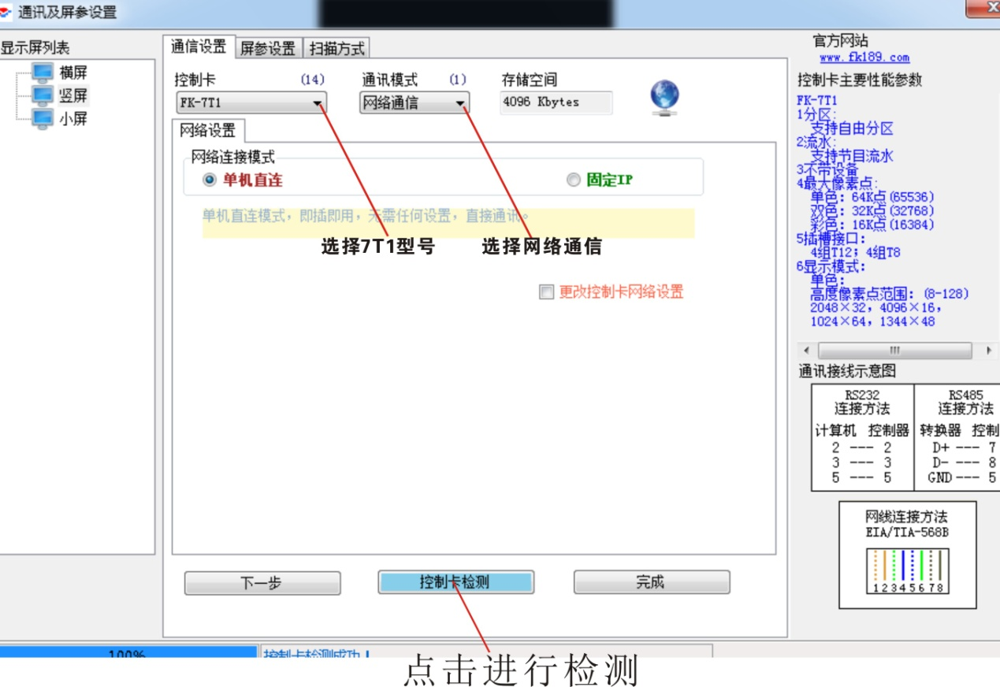 通讯及屏参设置
显示屏列表
横屏
竖屏
小屏
通信设置 屏参设置 扫描方式
控制卡 (14) 通讯模式 (1) 存储空间
FK-7T1 网络通信 4096 Kbytes
网络设置
网络连接模式
单机直连 固定IP
单机直连模式，即插即用，无需任何设置，直接通讯。
选择7T1型号 选择网络通信
更改控制卡网络设置
下一步 控制卡检测 完成
100% 控制卡检测成功！
点击进行检测
官方网站
www.fk189.com
控制卡主要性能参数
FK-7T1
1分区：
支持自由分区
2流水：
支持节目流水
3不带设备
4最大像素点：
单色：64K点(65536)
双色：32K点(32768)
彩色：16K点(16384)
5插槽接口：
4组T12；4组T8
6显示模式：
单色：
高度像素点范围：(8-128)
2048×32，4096×16，
1024×64，1344×48
通讯接线示意图
RS232
连接方法
计算机 控制器
2 --- 2
3 --- 3
5 --- 5
RS485
连接方法
转换器 控制
D+ --- 7
D- --- 8
GND --- 5
网线连接方法
EIA/TIA-568B
12345678